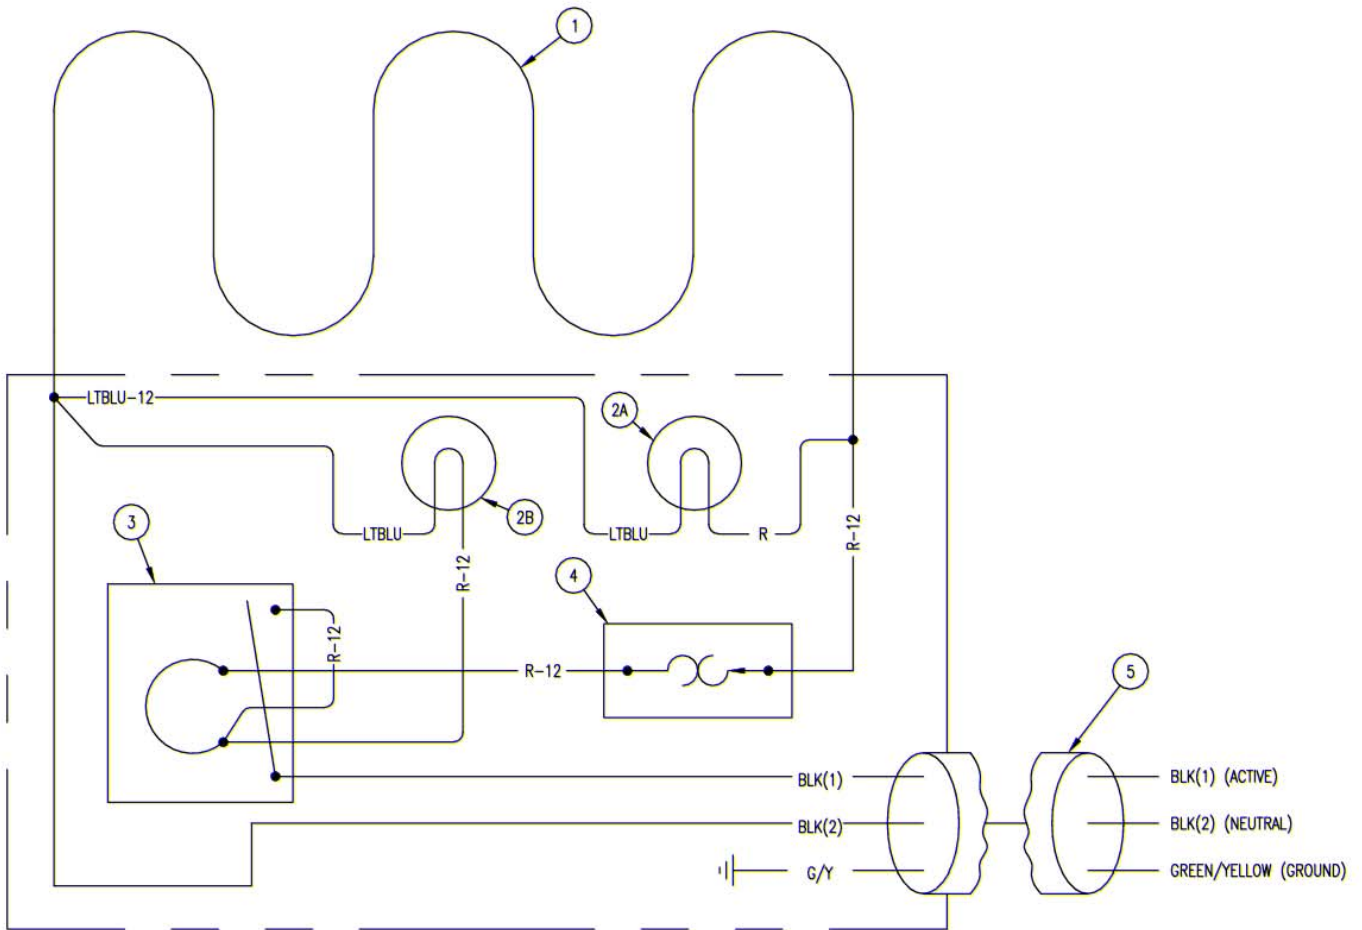 1
LTBLU-12
2A
2B
3
LTBLU
LTBLU
R
R-12
R-12
4
R-12
R-12
5
BLK(1)
BLK(1) (ACTIVE)
BLK(2)
BLK(2) (NEUTRAL)
G/Y
GREEN/YELLOW (GROUND)